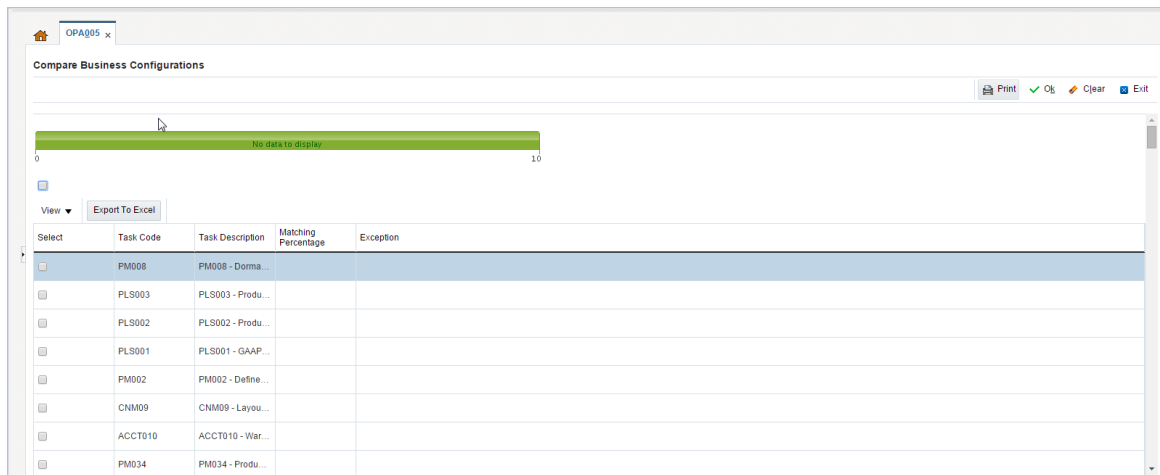 OPA005 x
Compare Business Configurations
Print Ok Clear Exit
No data to display
0 10
View Export To Excel
Select Task Code Task Description Matching Percentage Exception
PM008 PM008 - Dorma...
PLS003 PLS003 - Produ...
PLS002 PLS002 - Produ...
PLS001 PLS001 - GAAP...
PM002 PM002 - Define...
CNM09 CNM09 - Layou...
ACCT010 ACCT010 - War...
PM034 PM034 - Produ...